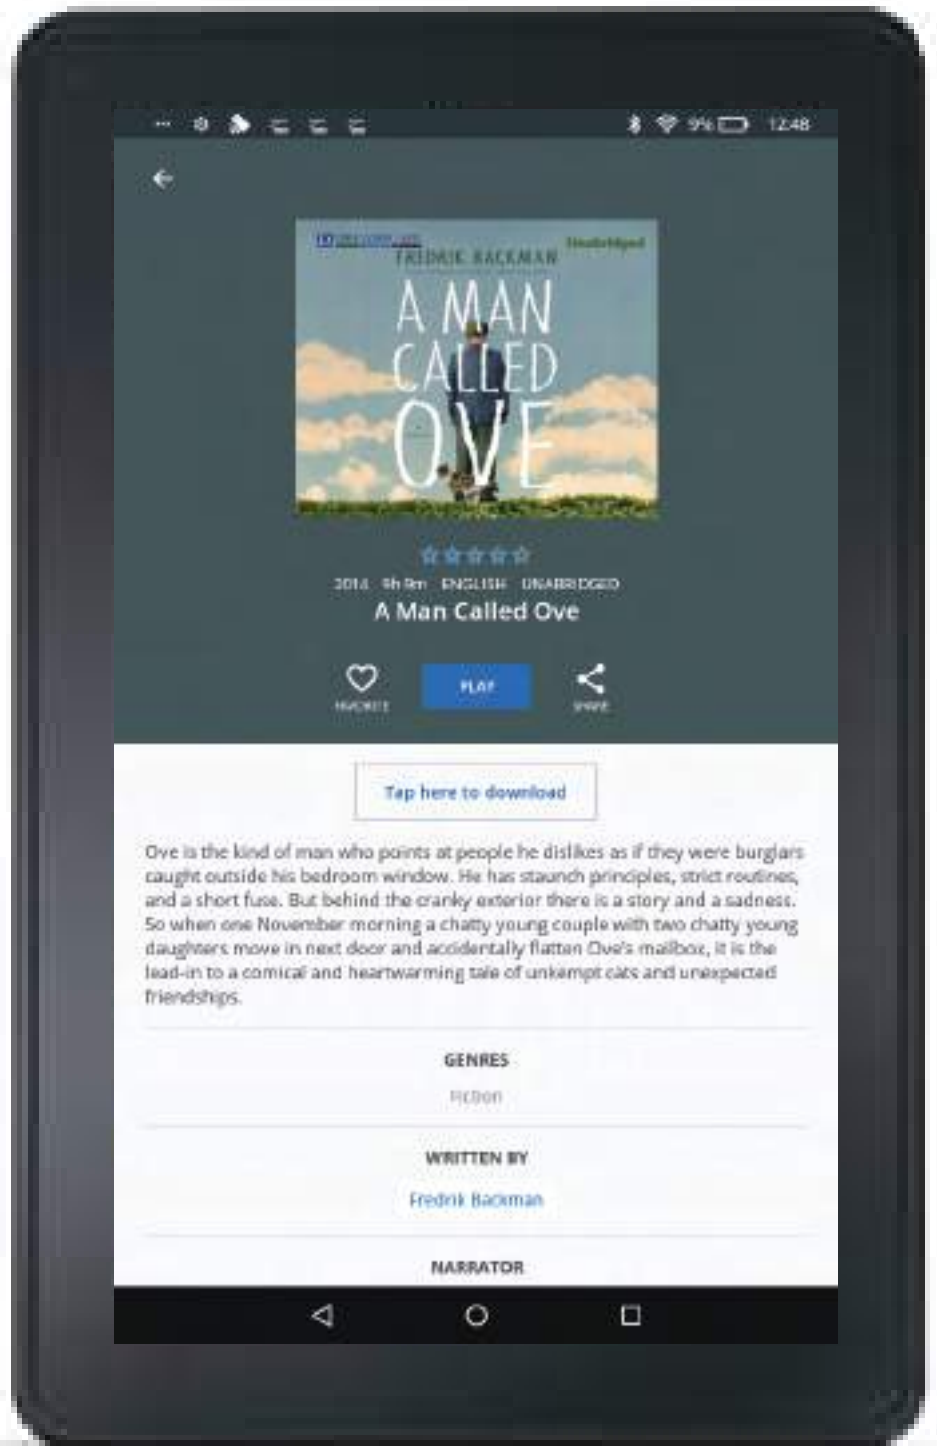 9% 12:48
Unabridged
FREDRIK BACKMAN
A MAN
CALLED
OVE
2014 9h 9m ENGLISH UNABRIDGED
A Man Called Ove
FAVORITE PLAY SHARE
Tap here to download
Ove is the kind of man who points at people he dislikes as if they were burglars
caught outside his bedroom window. He has staunch principles, strict routines,
and a short fuse. But behind the cranky exterior there is a story and a sadness.
So when one November morning a chatty young couple with two chatty young
daughters move in next door and accidentally flatten Ove's mailbox, it is the
lead-in to a comical and heartwarming tale of unkempt cats and unexpected
friendships.
GENRES
Fiction
WRITTEN BY
Fredrik Backman
NARRATOR